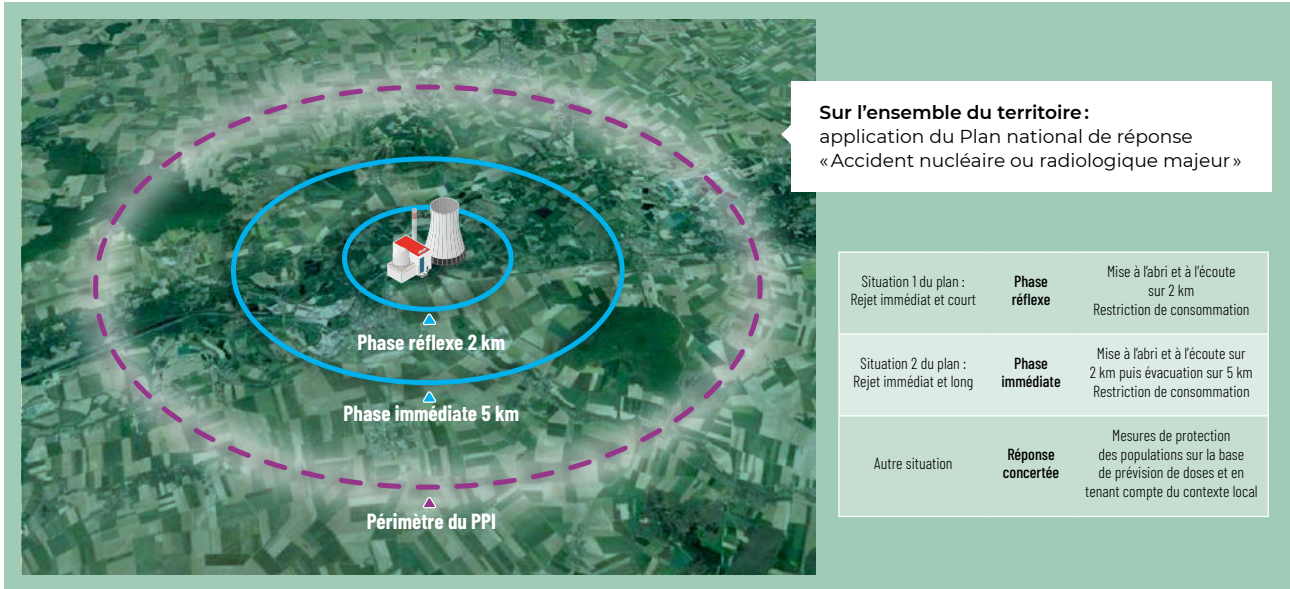 Sur l'ensemble du territoire :
application du Plan national de réponse
« Accident nucléaire ou radiologique majeur »
Phase réflexe 2 km
Phase immédiate 5 km
Périmètre du PPI
Situation 1 du plan :
Rejet immédiat et court
Phase
réflexe
Mise à l'abri et à l'écoute
sur 2 km
Restriction de consommation
Situation 2 du plan :
Rejet immédiat et long
Phase
immédiate
Mise à l'abri et à l'écoute sur
2 km puis évacuation sur 5 km
Restriction de consommation
Autre situation
Réponse
concertée
Mesures de protection
des populations sur la base
de prévision de doses et en
tenant compte du contexte local